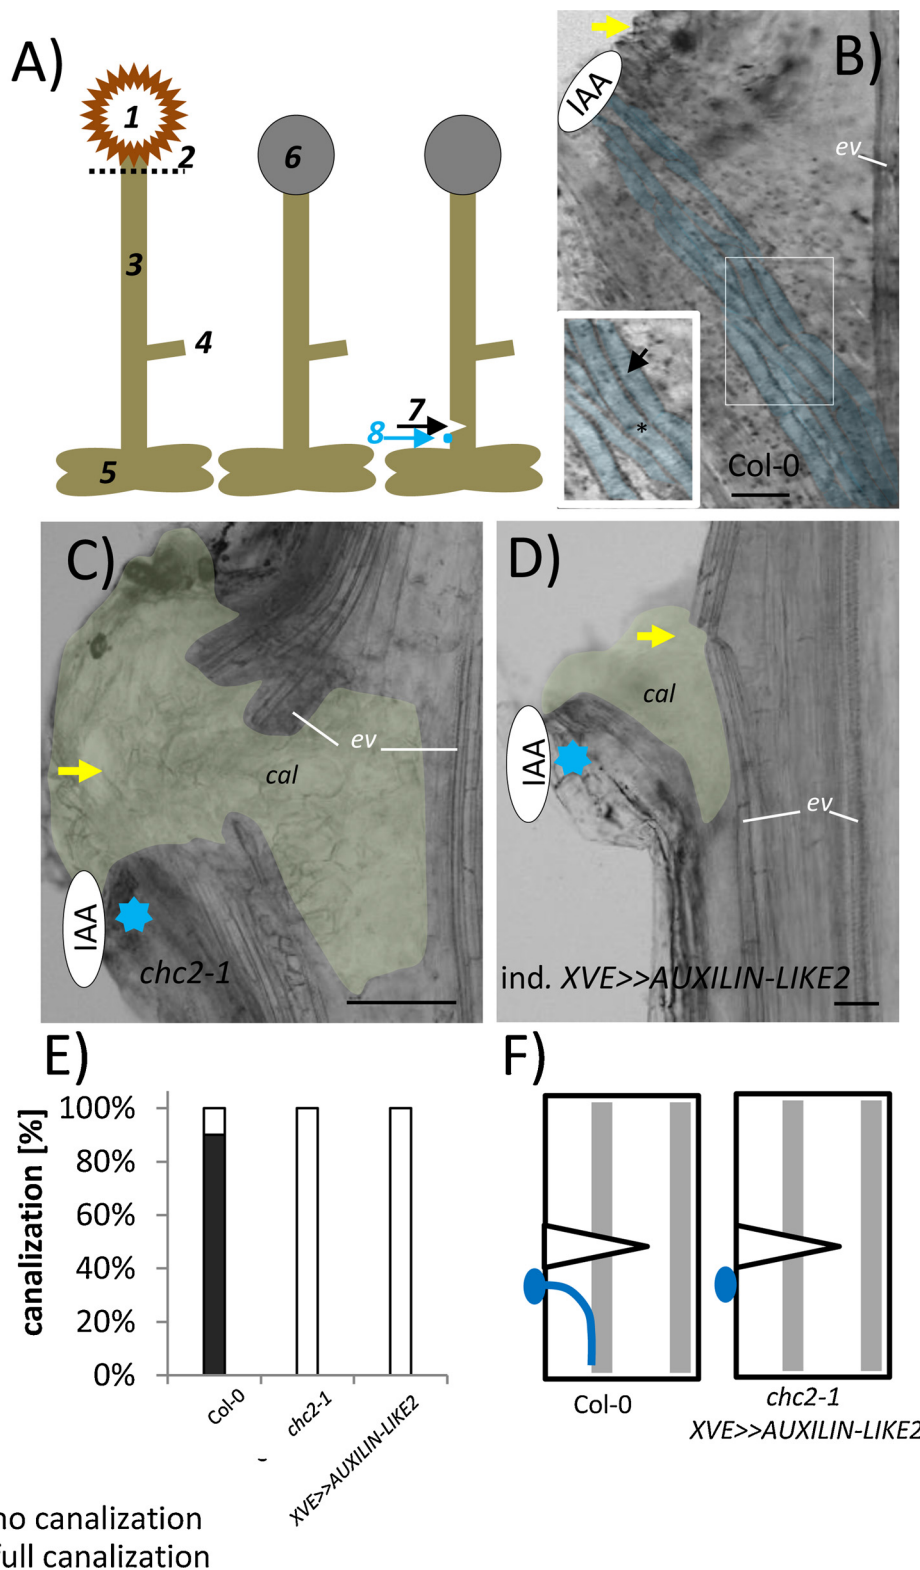 A)
1
2
3
4
5
6
7
8
B)
IAA
ev
*
Col-0
C)
ev
cal
IAA
chc2-1
D)
cal
IAA
ev
ind. XVE>>AUXILIN-LIKE2
E)
canalization [%]
100%
80%
60%
40%
20%
0%
Col-0
chc2-1
XVE>>AUXILIN-LIKE2
no canalization
full canalization
F)
Col-0
chc2-1
XVE>>AUXILIN-LIKE2